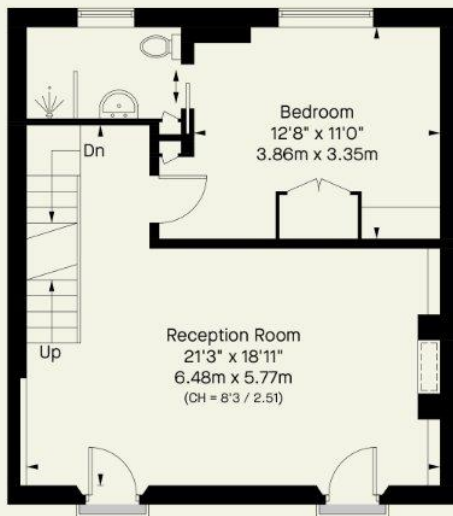 Bedroom
12'8" x 11'0"
3.86m x 3.35m
Dn
Up
Reception Room
21'3" x 18'11"
6.48m x 5.77m
(CH = 8'3 / 2.51)